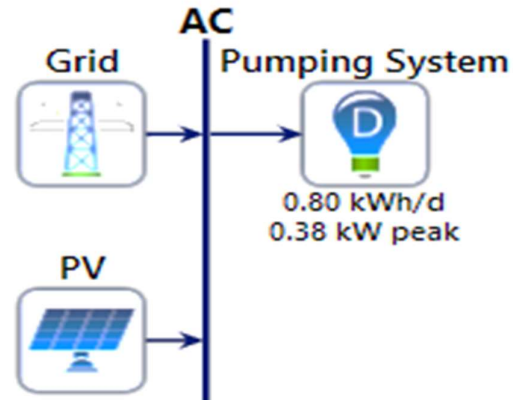 AC
Grid
Pumping System
D
0.80 kWh/d
0.38 kW peak
PV